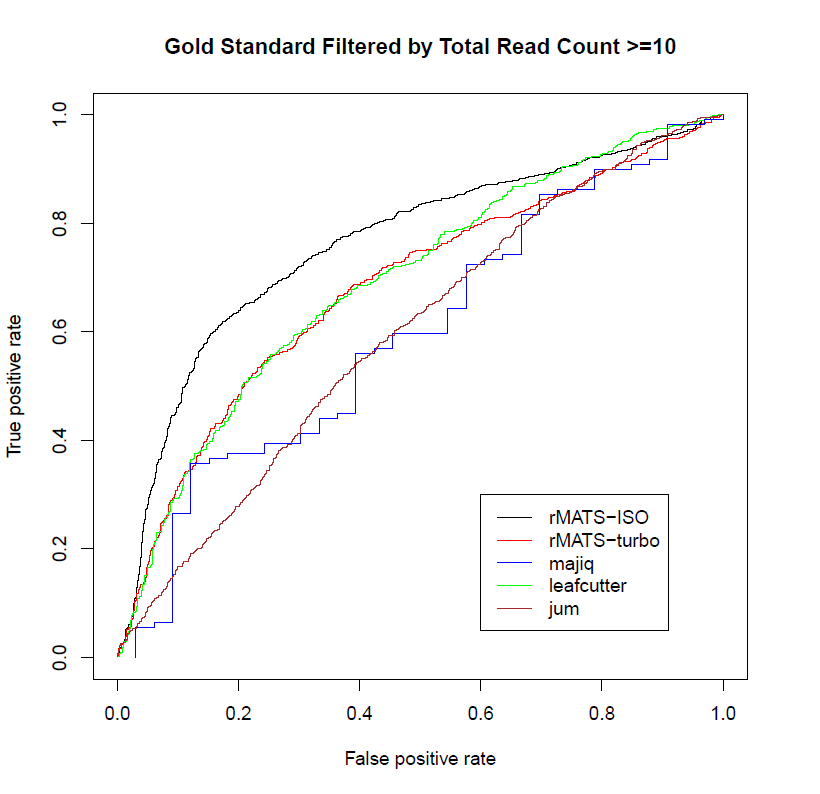 Gold Standard Filtered by Total Read Count >=10
True positive rate
1.0
0.8
0.6
0.4
0.2
0.0
rMATS−ISO
rMATS−turbo
majiq
leafcutter
jum
0.0 0.2 0.4 0.6 0.8 1.0
False positive rate